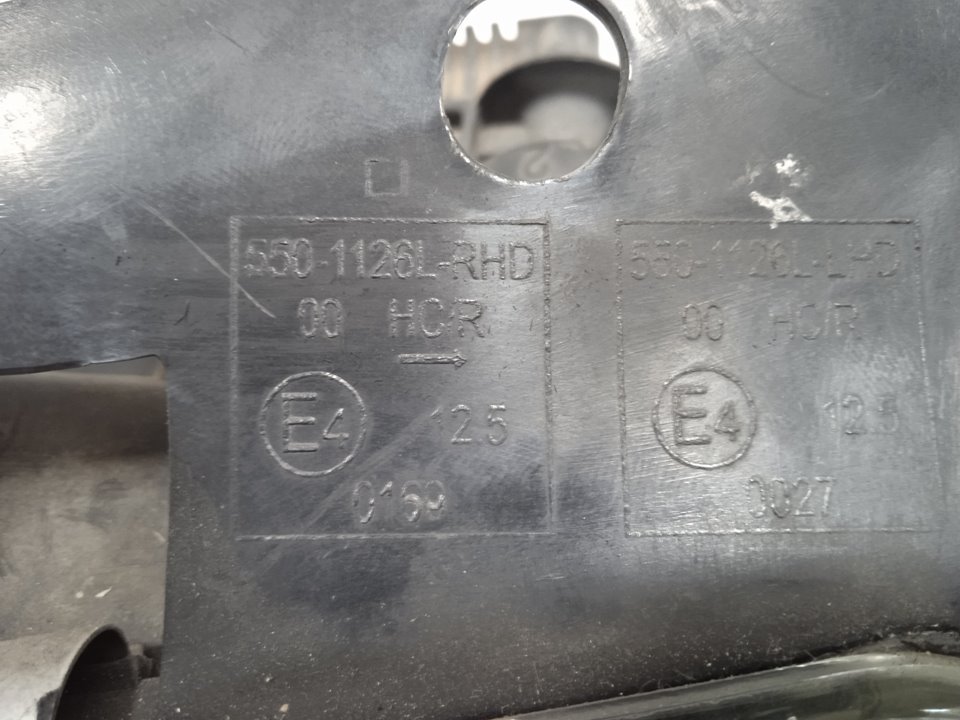 550-1126L-RHD
00 HC/R
→
E4 12.5
0169
550-1126L-LHD
00 HC/R
E4 12.5
0027